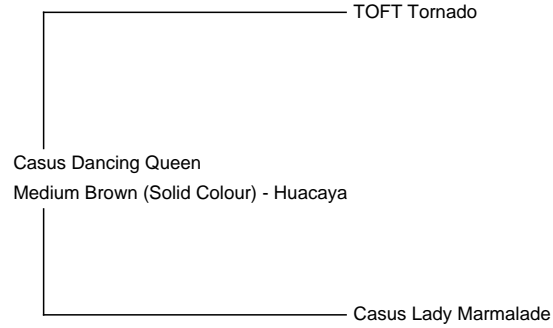 TOFT Tornado
Casus Dancing Queen
Medium Brown (Solid Colour) - Huacaya
Casus Lady Marmalade